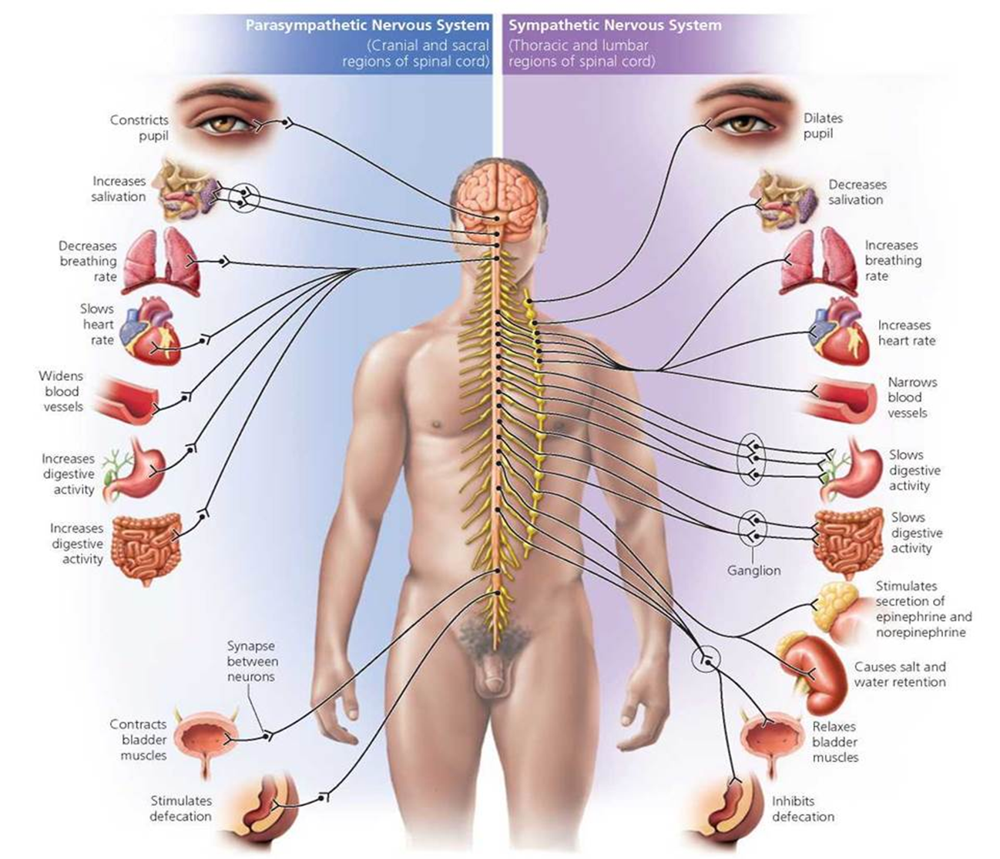 Parasympathetic Nervous System
(Cranial and sacral
regions of spinal cord)
Sympathetic Nervous System
(Thoracic and lumbar
regions of spinal cord)
Constricts
pupil
Increases
salivation
Decreases
breathing
rate
Slows
heart
rate
Widens
blood
vessels
Increases
digestive
activity
Increases
digestive
activity
Synapse
between
neurons
Contracts
bladder
muscles
Stimulates
defecation
Dilates
pupil
Decreases
salivation
Increases
breathing
rate
Increases
heart rate
Narrows
blood
vessels
Slows
digestive
activity
Slows
digestive
activity
Ganglion
Stimulates
secretion of
epinephrine and
norepinephrine
Causes salt and
water retention
Relaxes
bladder
muscles
Inhibits
defecation